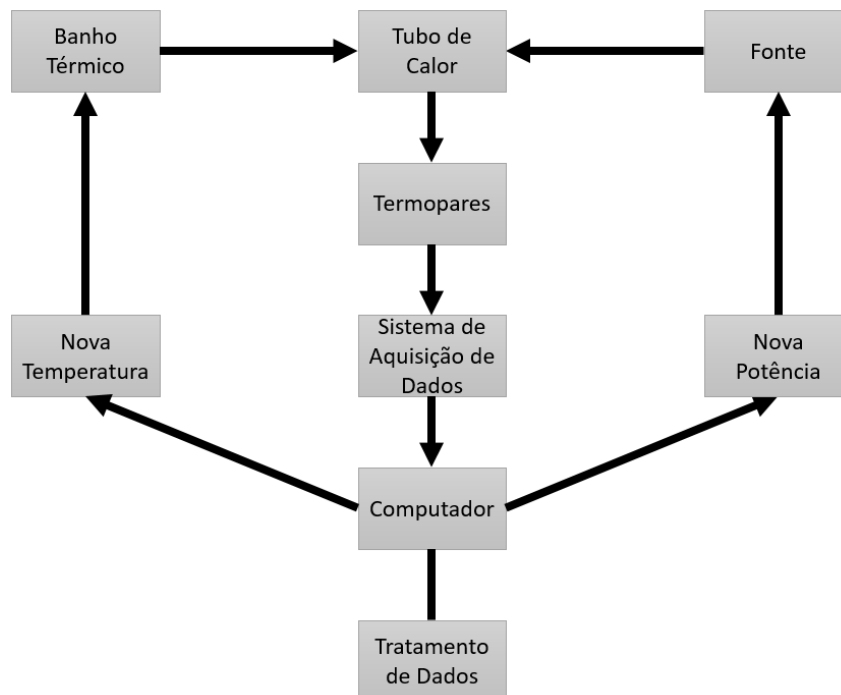 Banho
Térmico
Tubo de
Calor
Fonte
Termopares
Nova
Temperatura
Sistema de
Aquisição de
Dados
Nova
Potência
Computador
Tratamento
de Dados